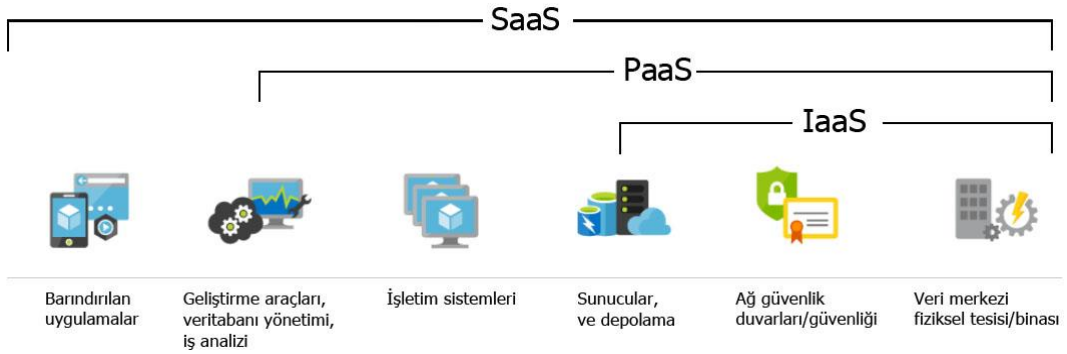 SaaS
PaaS
IaaS
Barındırılan
uygulamalar
Geliştirme araçları,
veritabanı yönetimi,
iş analizi
İşletim sistemleri
Sunucular,
ve depolama
Ağ güvenlik
duvarları/güvenliği
Veri merkezi
fiziksel tesisi/binası